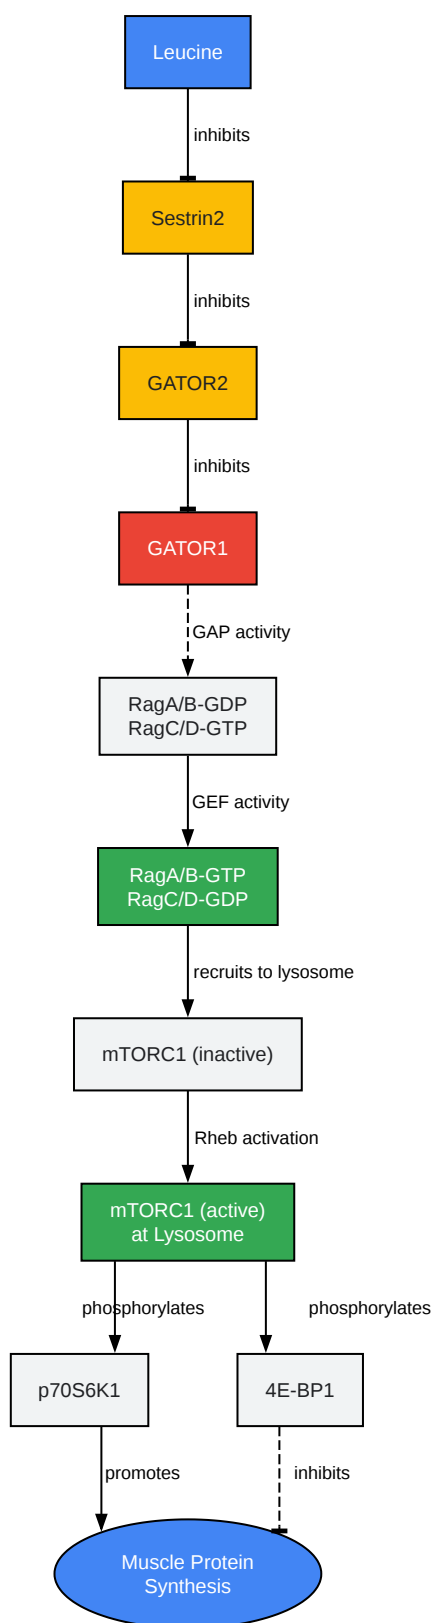 Leucine
inhibits
Sestrin2
inhibits
GATOR2
inhibits
GATOR1
GAP activity
RagA/B-GDP
RagC/D-GTP
GEF activity
RagA/B-GTP
RagC/D-GDP
recruits to lysosome
mTORC1 (inactive)
Rheb activation
mTORC1 (active)
at Lysosome
phosphorylates
phosphorylates
p70S6K1
4E-BP1
promotes
inhibits
Muscle Protein
Synthesis